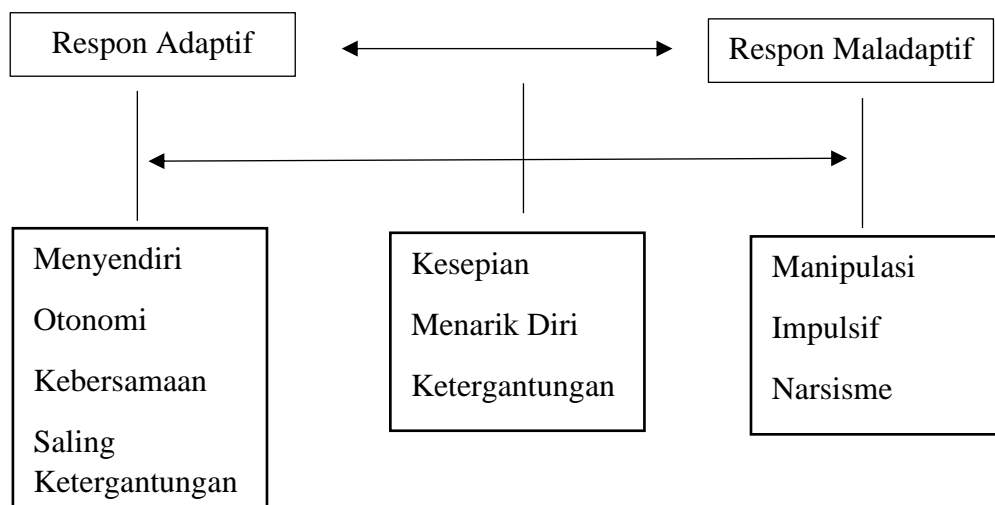 Respon Adaptif
Respon Maladaptif
Menyendiri
Otonomi
Kebersamaan
Saling
Ketergantungan
Kesepian
Menarik Diri
Ketergantungan
Manipulasi
Impulsif
Narsisme